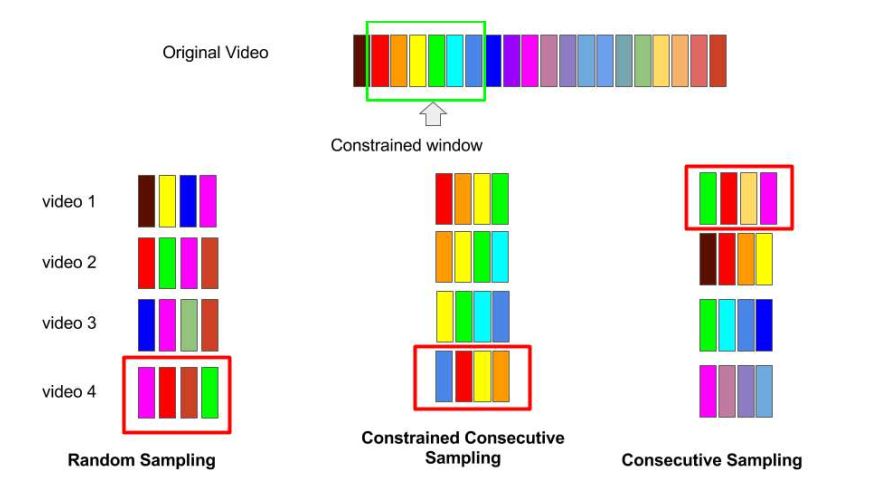 Original Video
Constrained window
video 1
video 2
video 3
video 4
Random Sampling
Constrained Consecutive
Sampling
Consecutive Sampling